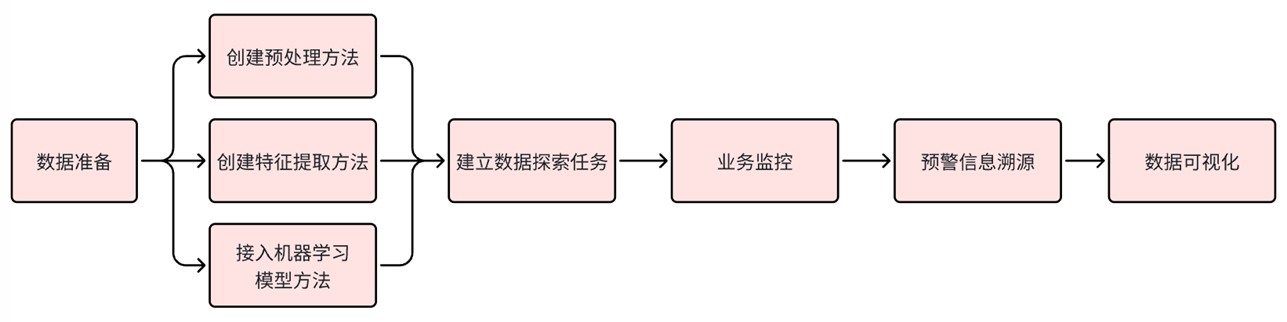 数据准备
创建预处理方法
创建特征提取方法
接入机器学习
模型方法
建立数据探索任务
业务监控
预警信息溯源
数据可视化